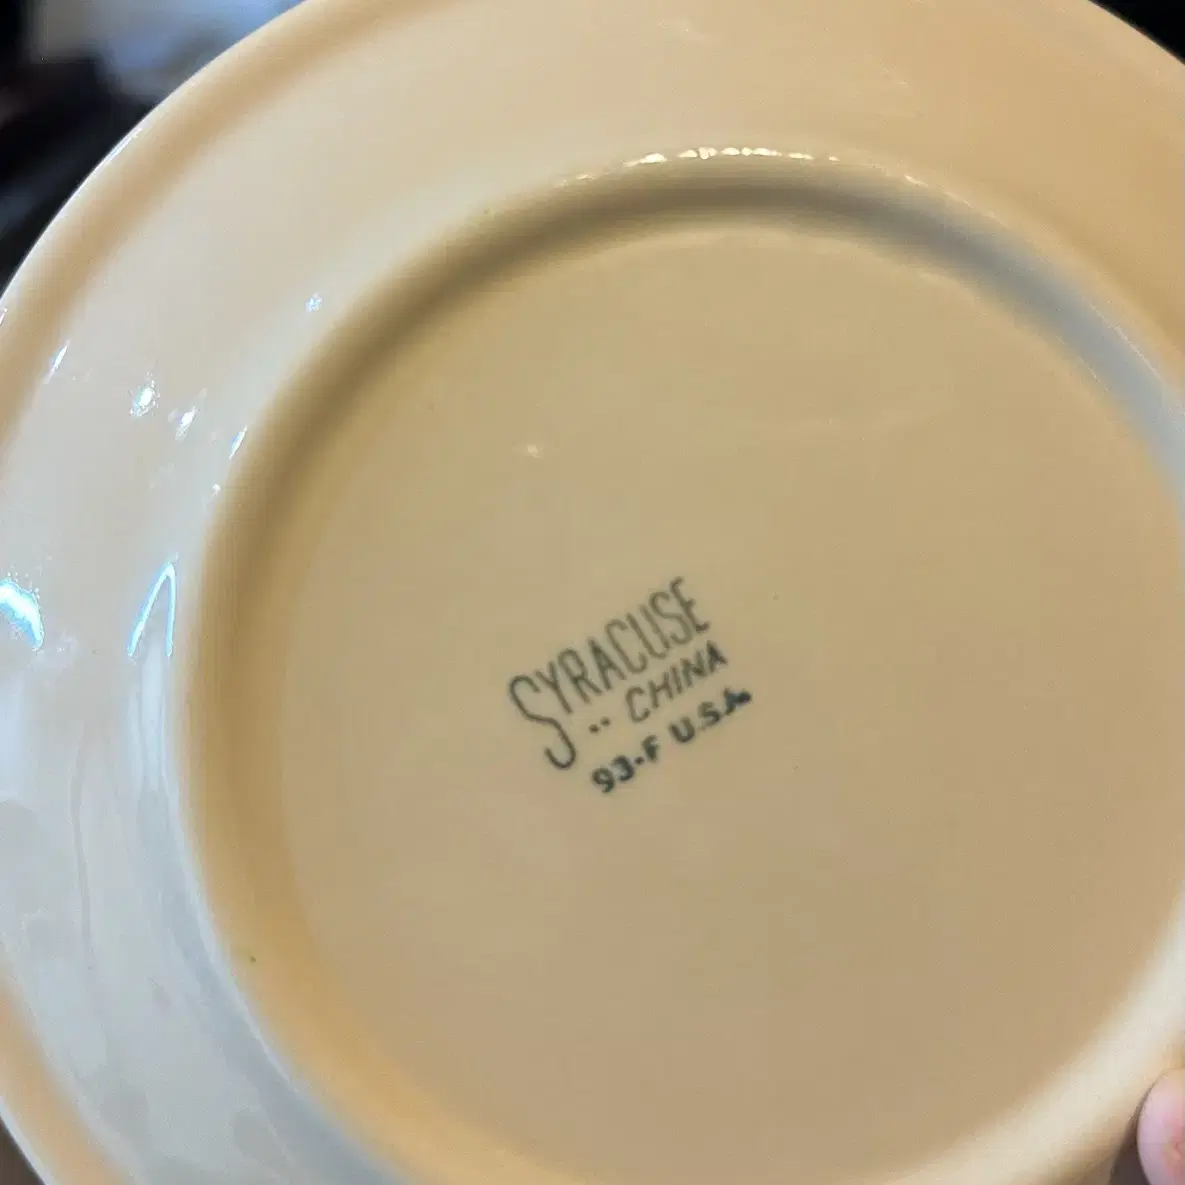 SYRACUSE
·· CHINA
93-F U.S.A.